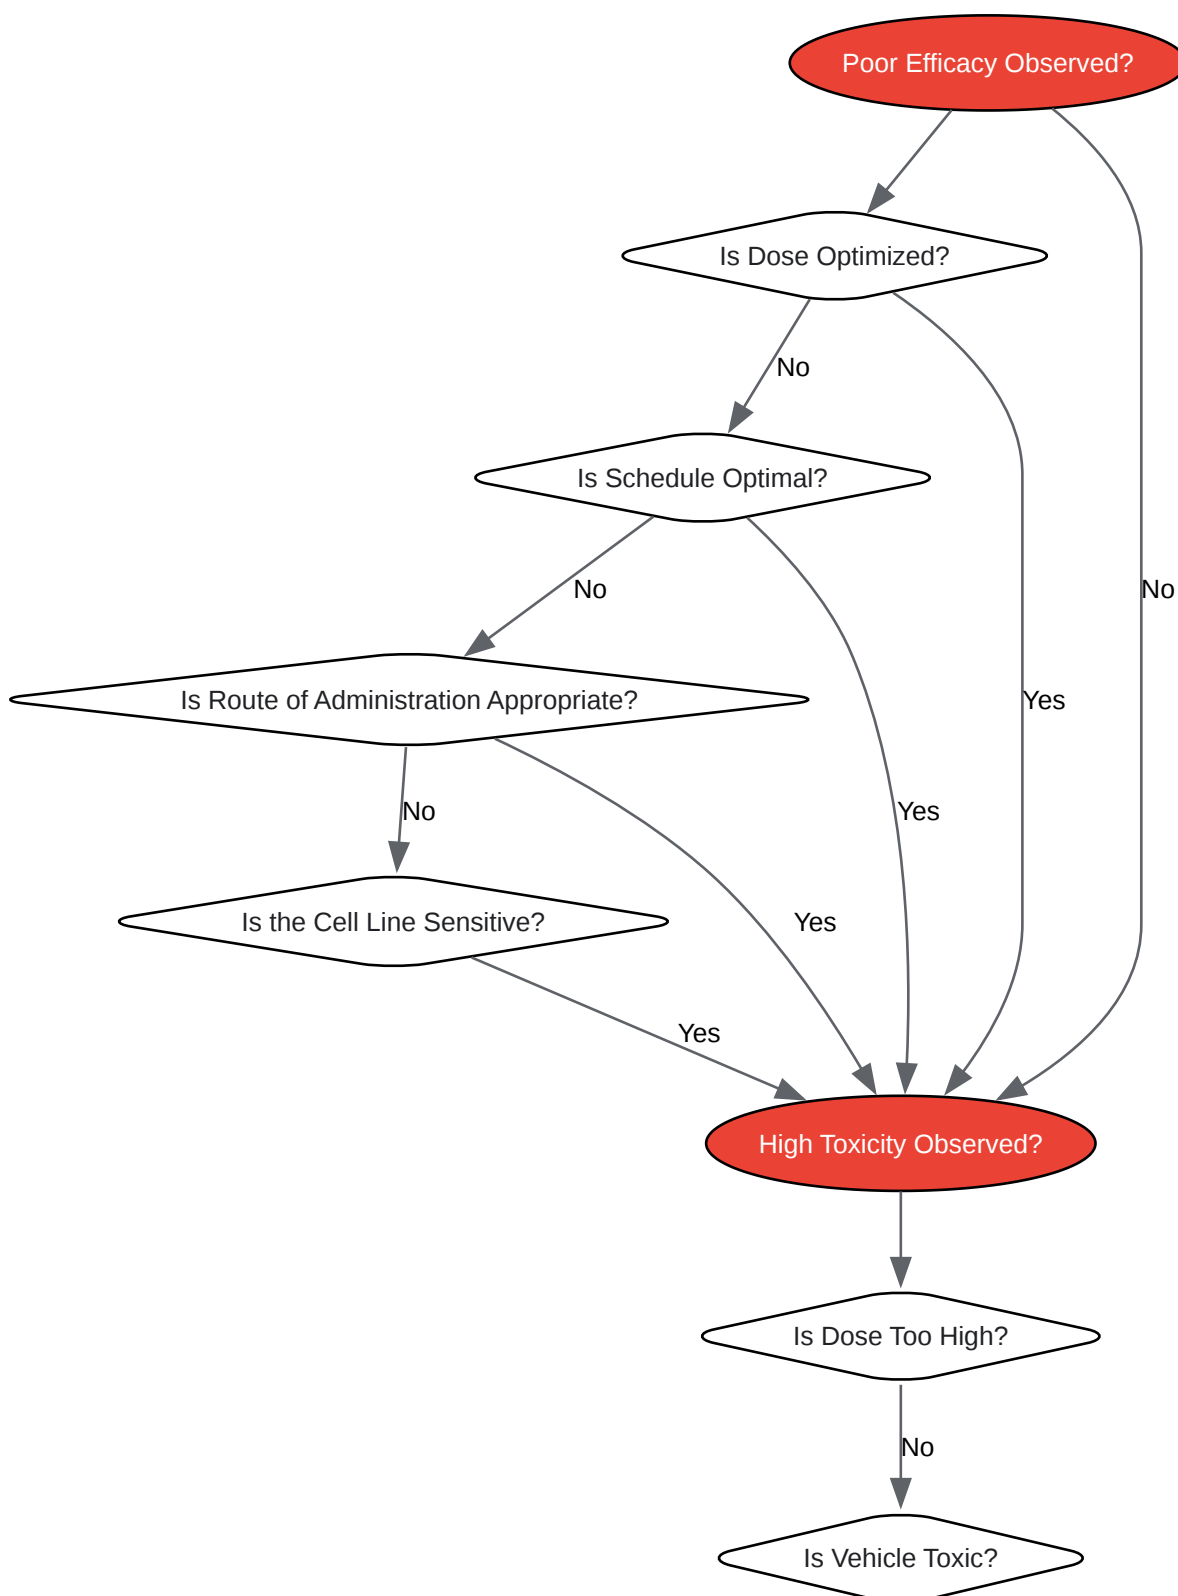 Poor Efficacy Observed?
Is Dose Optimized?
No
Is Schedule Optimal?
No
No
Is Route of Administration Appropriate?
Yes
No
Yes
Is the Cell Line Sensitive?
Yes
Yes
High Toxicity Observed?
Is Dose Too High?
No
Is Vehicle Toxic?